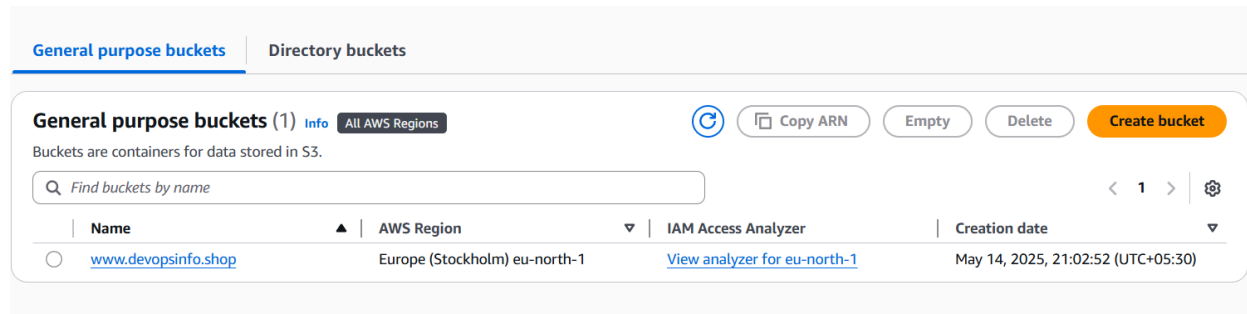 General purpose buckets Directory buckets
General purpose buckets (1) Info All AWS Regions Copy ARN Empty Delete Create bucket
Buckets are containers for data stored in S3.
Find buckets by name 1
Name AWS Region IAM Access Analyzer Creation date
www.devopsinfo.shop Europe (Stockholm) eu-north-1 View analyzer for eu-north-1 May 14, 2025, 21:02:52 (UTC+05:30)